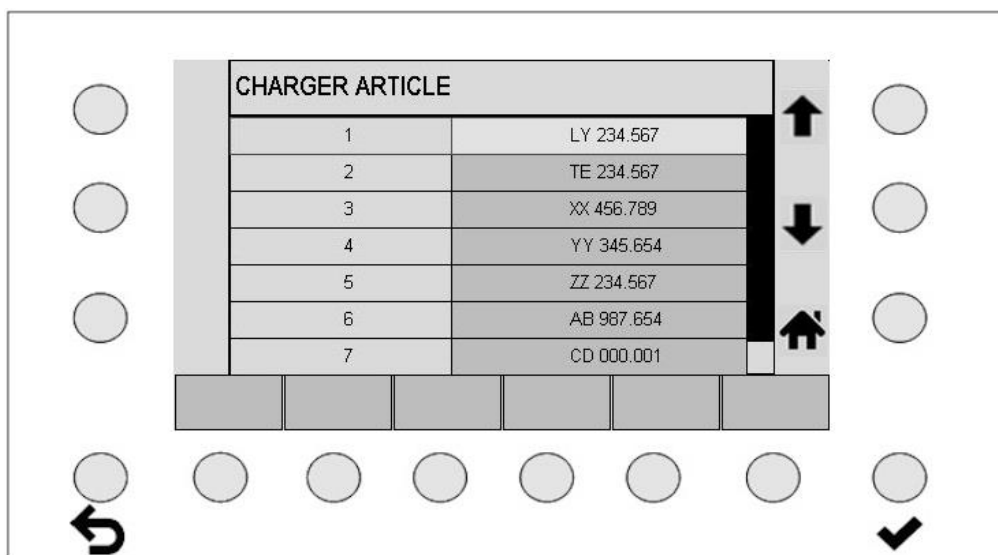 CHARGER ARTICLE
1 LY 234.567
2 TE 234.567
3 XX 456.789
4 YY 345.654
5 ZZ 234.567
6 AB 987.654
7 CD 000.001